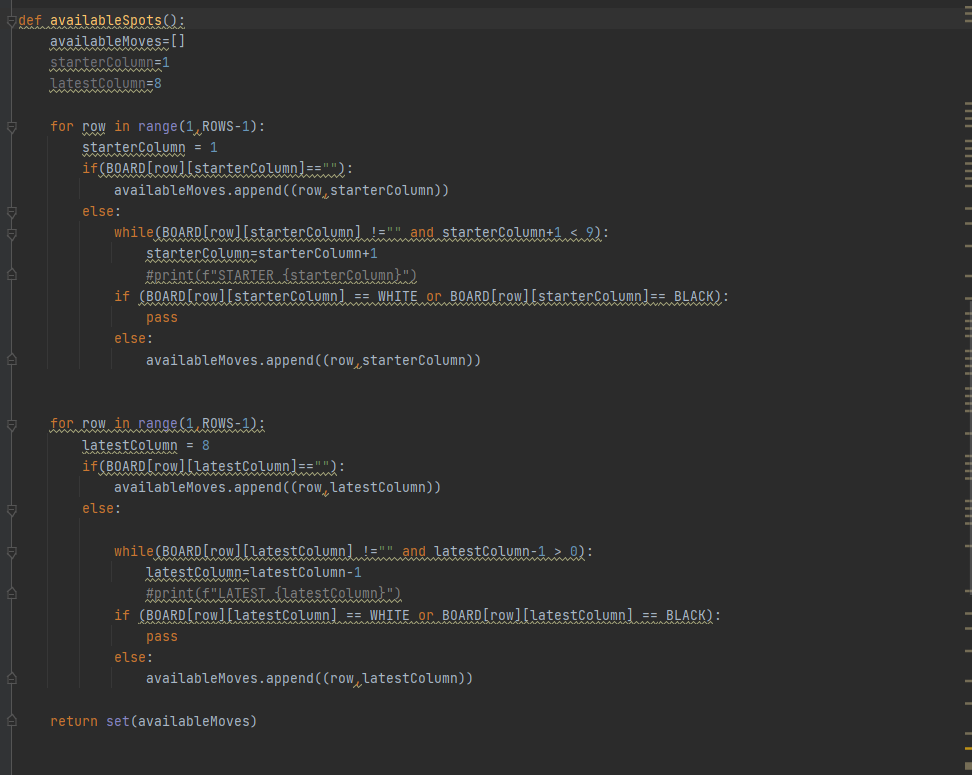 def availableSpots():
    availableMoves=[]
    starterColumn=1
    latestColumn=8
    for row in range(1,ROWS-1):
        starterColumn = 1
        if(BOARD[row][starterColumn]==""):
            availableMoves.append((row,starterColumn))
        else:
            while(BOARD[row][starterColumn] !="" and starterColumn+1 < 9):
                starterColumn=starterColumn+1
                #print(f"STARTER {starterColumn}")
            if (BOARD[row][starterColumn] == WHITE or BOARD[row][starterColumn]== BLACK):
                pass
            else:
                availableMoves.append((row,starterColumn))
    for row in range(1,ROWS-1):
        latestColumn = 8
        if(BOARD[row][latestColumn]==""):
            availableMoves.append((row,latestColumn))
        else:
            while(BOARD[row][latestColumn] !="" and latestColumn-1 > 0):
                latestColumn=latestColumn-1
                #print(f"LATEST {latestColumn}")
            if (BOARD[row][latestColumn] == WHITE or BOARD[row][latestColumn] == BLACK):
                pass
            else:
                availableMoves.append((row,latestColumn))
    return set(availableMoves)